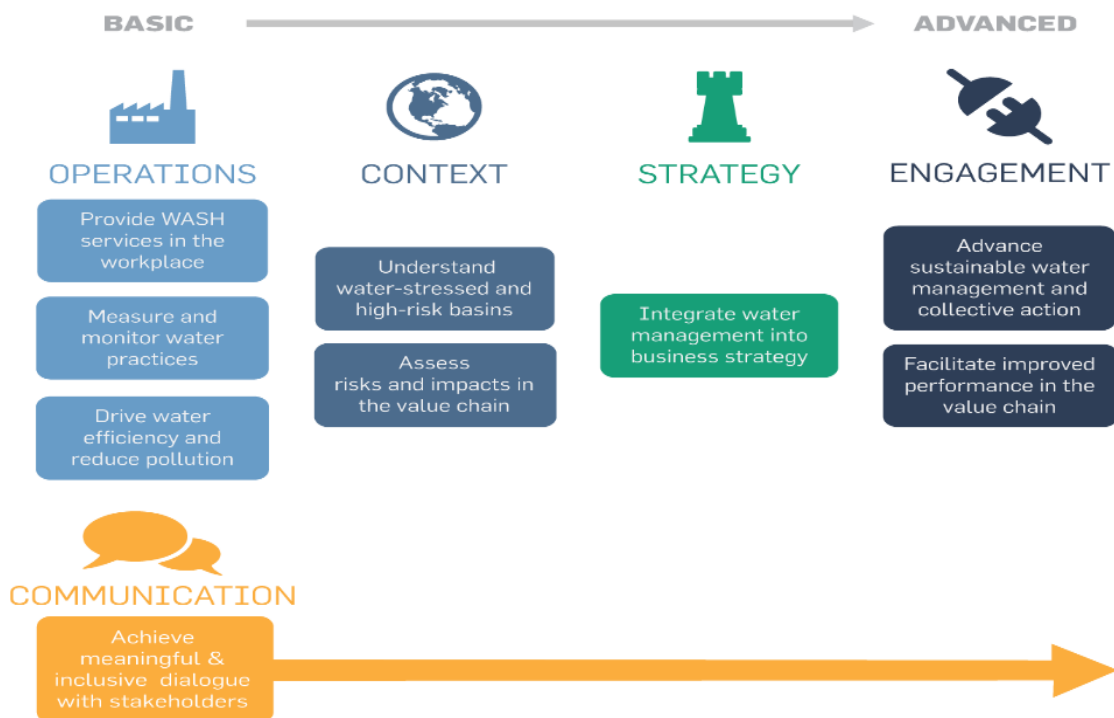 BASIC
ADVANCED
OPERATIONS
Provide WASH
services in the
workplace
Measure and
monitor water
practices
Drive water
efficiency and
reduce pollution
CONTEXT
Understand
water-stressed and
high-risk basins
Assess
risks and impacts in
the value chain
STRATEGY
Integrate water
management into
business strategy
ENGAGEMENT
Advance
sustainable water
management and
collective action
Facilitate improved
performance in the
value chain
COMMUNICATION
Achieve
meaningful &
inclusive dialogue
with stakeholders